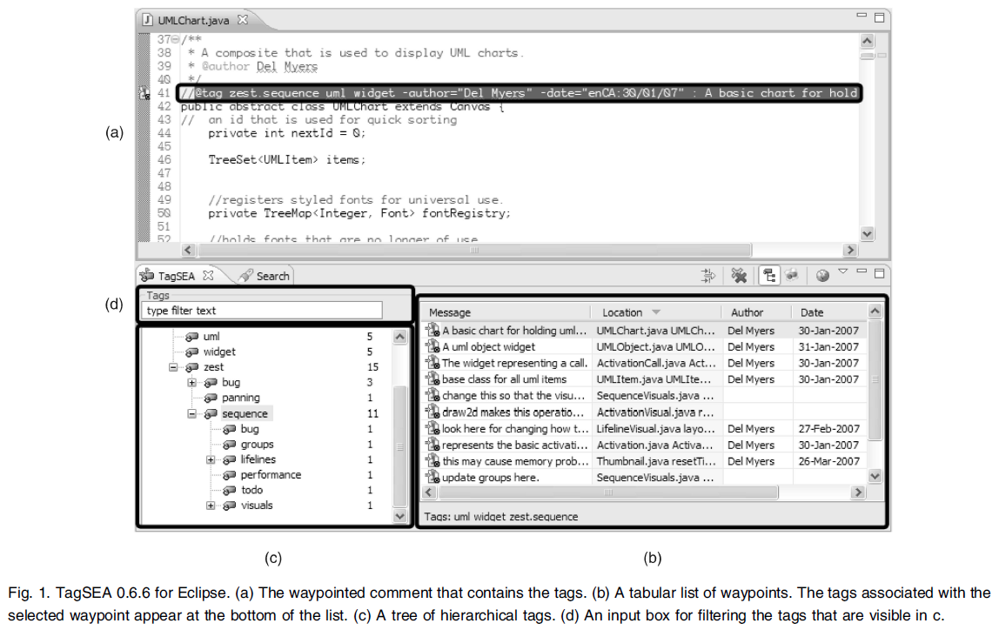 UMLChart.java
37 /**
38 * A composite that is used to display UML charts.
39 * @author Del Myers
40 */
41 //@tag zest.sequence uml widget -author="Del Myers" -date="enCA:30/01/07" : A basic chart for hold
42 public abstract class UMLChart extends Canvas {
43 // an id that is used for quick sorting
44 private int nextId = 0;
45
46 TreeSet<UMLItem> items;
47
48
49 //registers styled fonts for universal use.
50 private TreeMap<Integer, Font> fontRegistry;
51
52 //holds fonts that are no longer of use
(a)
TagSEA Search
(d)
Tags
type filter text
uml 5
widget 5
zest 15
bug 3
panning 1
sequence 11
bug 1
groups 1
lifelines 1
performance 1
todo 1
visuals 1
(c)
Message Location Author Date
A basic chart for holding uml... UMLChart.java UMLCh... Del Myers 30-Jan-2007
A uml object widget UMLObject.java UMLO... Del Myers 31-Jan-2007
The widget representing a call. ActivationCall.java Act... Del Myers 30-Jan-2007
base class for all uml items UMLItem.java UMLIte... Del Myers 30-Jan-2007
change this so that the visu... SequenceVisuals.java ...
draw2d makes this operatio... ActivationVisual.java r...
look here for changing how t... LifelineVisual.java layo... Del Myers 27-Feb-2007
represents the basic activati... Activation.java Activa... Del Myers 30-Jan-2007
this may cause memory prob... Thumbnail.java resetTi... Del Myers 26-Mar-2007
update groups here. SequenceVisuals.java ...
Tags: uml widget zest.sequence
(b)
Fig. 1. TagSEA 0.6.6 for Eclipse. (a) The waypointed comment that contains the tags. (b) A tabular list of waypoints. The tags associated with the
selected waypoint appear at the bottom of the list. (c) A tree of hierarchical tags. (d) An input box for filtering the tags that are visible in c.